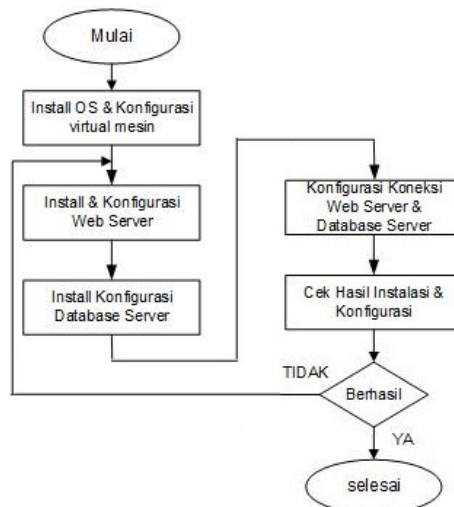 Mulai
Install OS & Konfigurasi
virtual mesin
Install & Konfigurasi
Web Server
Install Konfigurasi
Database Server
Konfigurasi Koneksi
Web Server &
Database Server
Cek Hasil Instalasi &
Konfigurasi
TIDAK
Berhasil
YA
selesai